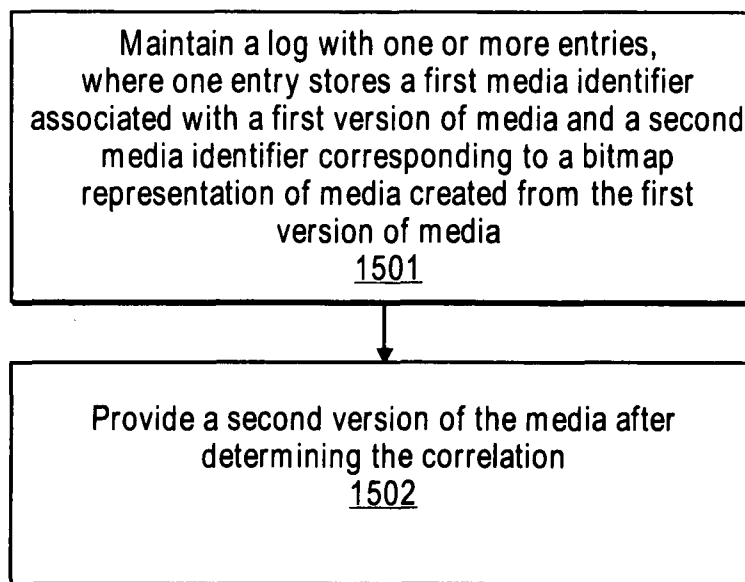 Maintain a log with one or more entries,
where one entry stores a first media identifier
associated with a first version of media and a second
media identifier corresponding to a bitmap
representation of media created from the first
version of media
1501
Provide a second version of the media after
determining the correlation
1502